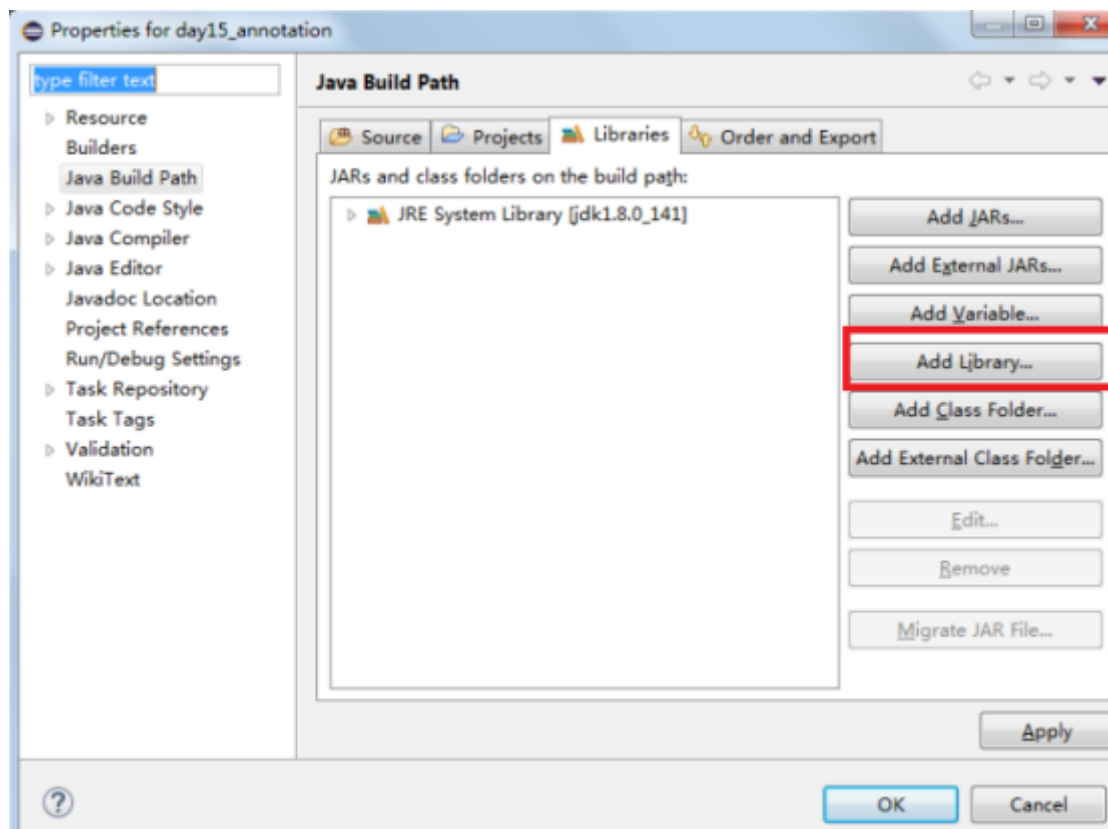 Properties for day15_annotation
type filter text
Resource
Builders
Java Build Path
Java Code Style
Java Compiler
Java Editor
Javadoc Location
Project References
Run/Debug Settings
Task Repository
Task Tags
Validation
WikiText
Java Build Path
Source Projects Libraries Order and Export
JARs and class folders on the build path:
JRE System Library [jdk1.8.0_141]
Add JARs...
Add External JARs...
Add Variable...
Add Library...
Add Class Folder...
Add External Class Folder...
Edit...
Remove
Migrate JAR File...
Apply
OK Cancel